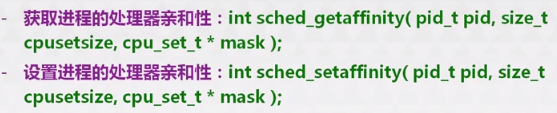 - 获取进程的处理器亲和性：int sched_getaffinity( pid_t pid, size_t
cpusetsize, cpu_set_t * mask );
- 设置进程的处理器亲和性：int sched_setaffinity( pid_t pid, size_t
cpusetsize, cpu_set_t * mask );